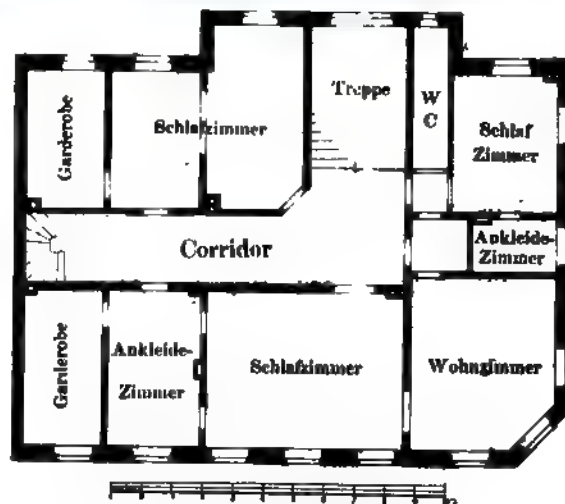 Treppe
W
C
Garderobe
Schlafzimmer
Schlaf
Zimmer
Corridor
Ankleide-
Zimmer
Garderobe
Ankleide-
Zimmer
Schlafzimmer
Wohnzimmer